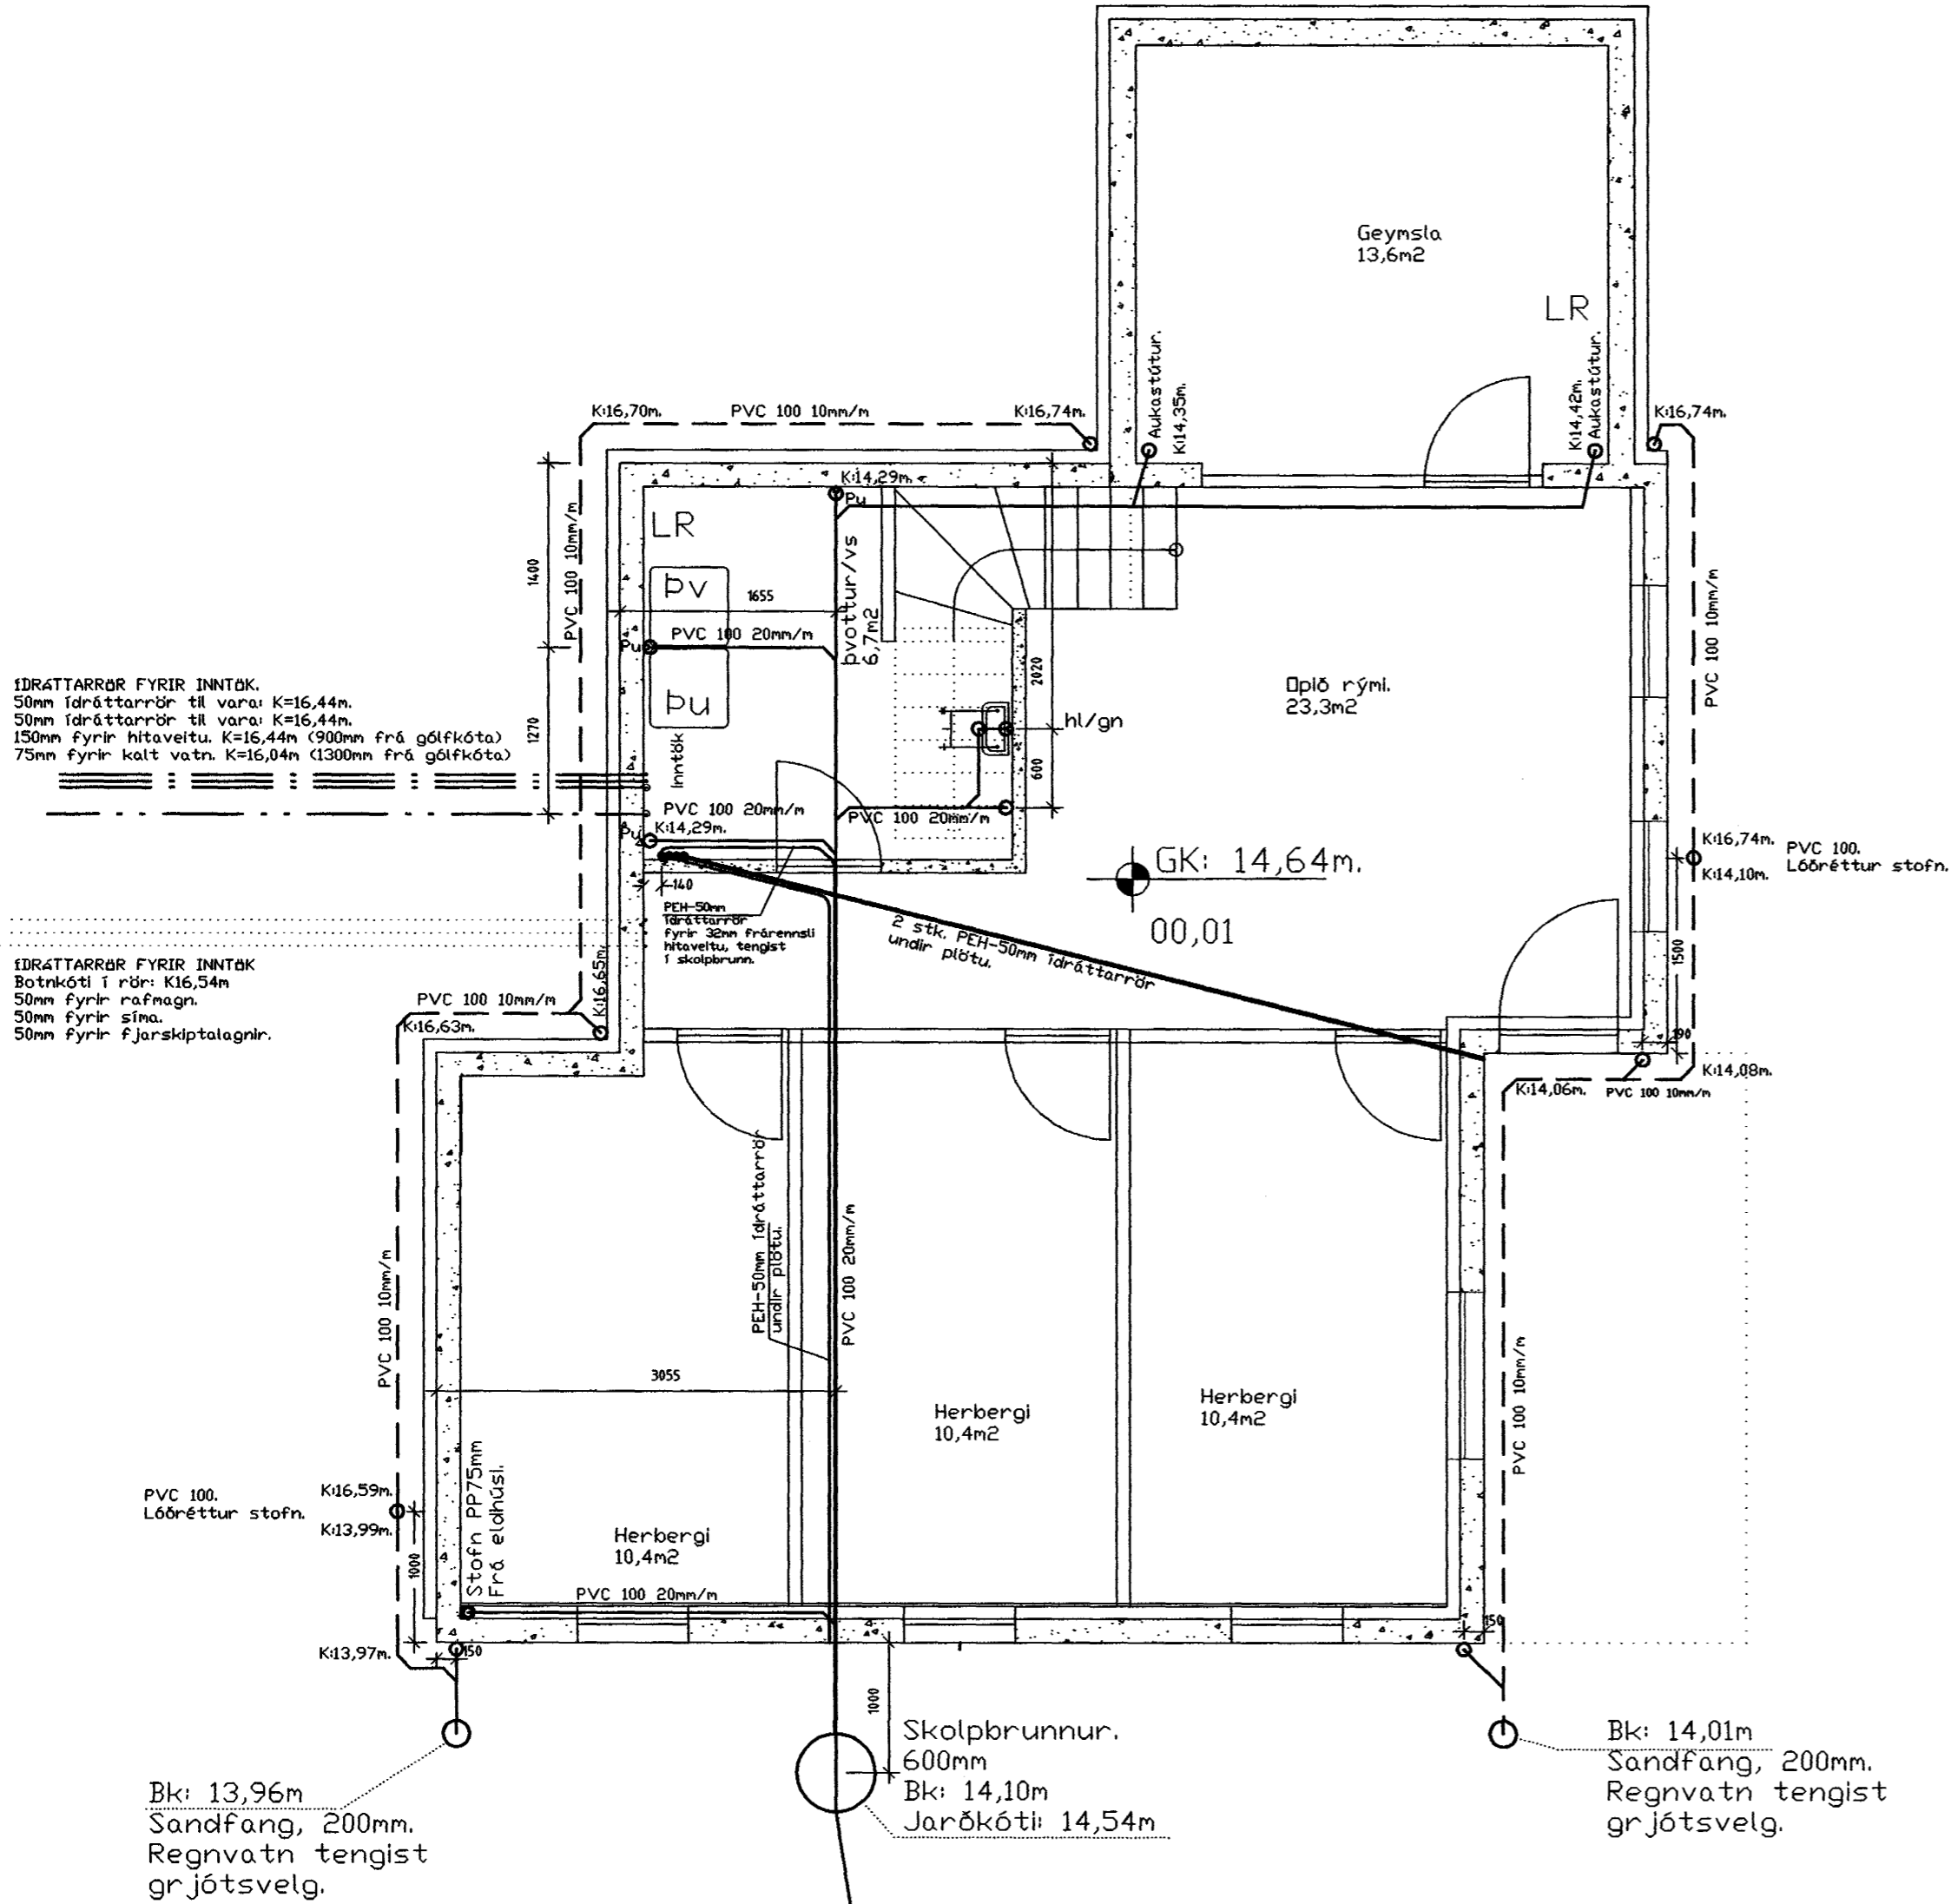 Geymsla
13,6m2
LR
Aukastútur.
K:14,35m.
K:14,42m.
Aukastútur.
K:16,70m.
PVC 100 10mm/m
K:16,74m.
K:16,74m.
K:14,29m.
Pu
LR
Þv
1655
PVC 100 20mm/m
Pu
Þu
þvottur/vs
6,7m2
1400
PVC 100 10mm/m
1270
Inntök
2020
hl/gn
600
Opið rými.
23,3m2
PVC 100 10mm/m
ÍDRÁTTARRÖR FYRIR INNTÖK.
50mm ídráttarrör til vara: K=16,44m.
50mm ídráttarrör til vara: K=16,44m.
150mm fyrir hitaveitu. K=16,44m (900mm frá gólfkóta)
75mm fyrir kalt vatn. K=16,04m (1300mm frá gólfkóta)
PVC 100 20mm/m
Pu
K:14,29m.
PVC 100 20mm/m
140
PEH-50mm
ídráttarrör
fyrir 32mm frárennsli
hitaveitu, tengist
í skolpbrunn.
GK: 14,64m.
00,01
2 stk. PEH-50mm ídráttarrör
undir plötu.
K:16,74m.
K:14,10m.
PVC 100.
Lóðréttur stofn.
1500
190
K:14,08m.
K:14,06m.
PVC 100 10mm/m
ÍDRÁTTARRÖR FYRIR INNTÖK
Botnkóti í rör: K16,54m
50mm fyrir rafmagn.
50mm fyrir síma.
50mm fyrir fjarskiptalagnir.
K:16,65m.
PVC 100 10mm/m
K:16,63m.
PVC 100 10mm/m
PEH-50mm ídráttarrör
undir plötu.
PVC 100 20mm/m
3055
Herbergi
10,4m2
Herbergi
10,4m2
Herbergi
10,4m2
PVC 100 10mm/m
PVC 100.
Lóðréttur stofn.
K:16,59m.
K:13,99m.
1000
Stofn PP75mm
Frá eldhúsi.
PVC 100 20mm/m
K:13,97m.
150
150
1000
Skolpbrunnur.
600mm
Bk: 14,10m
Jarðkóti: 14,54m
Bk: 13,96m
Sandfang, 200mm.
Regnvatn tengist
grjótsvelg.
Bk: 14,01m
Sandfang, 200mm.
Regnvatn tengist
grjótsvelg.